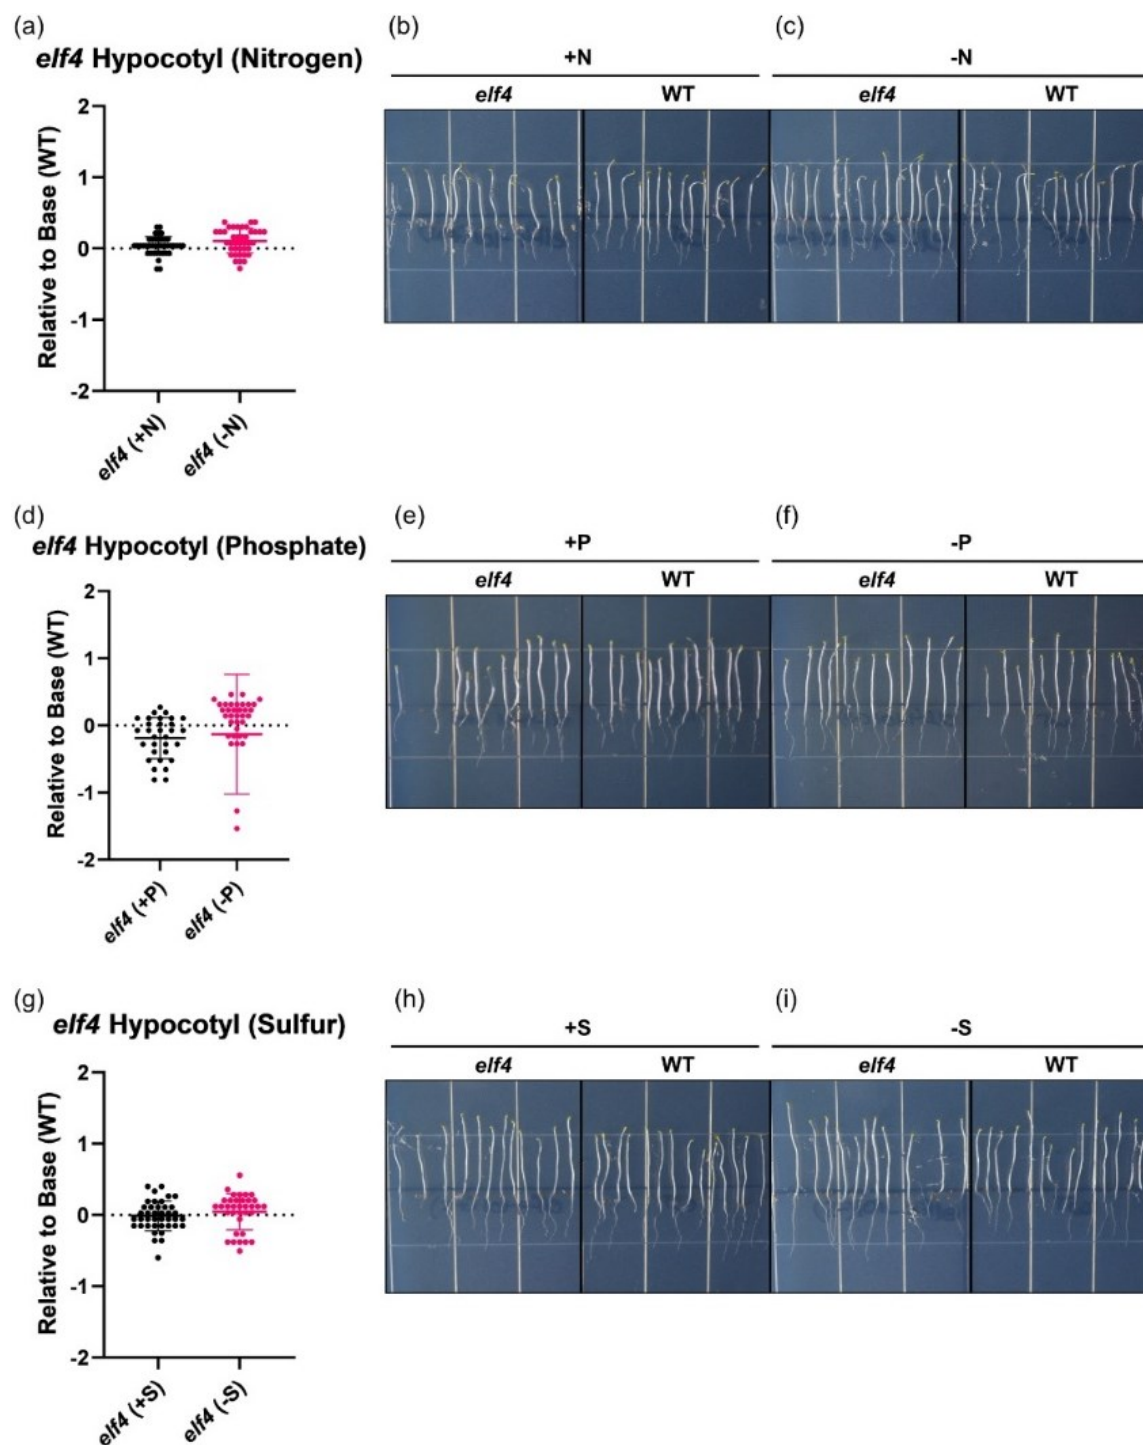 (a)
elf4 Hypocotyl (Nitrogen)
Relative to Base (WT)
2
1
0
-1
-2
elf4 (+N)
elf4 (-N)
(b)
+N
elf4
WT
(c)
-N
elf4
WT
(d)
elf4 Hypocotyl (Phosphate)
Relative to Base (WT)
2
1
0
-1
-2
elf4 (+P)
elf4 (-P)
(e)
+P
elf4
WT
(f)
-P
elf4
WT
(g)
elf4 Hypocotyl (Sulfur)
Relative to Base (WT)
2
1
0
-1
-2
elf4 (+S)
elf4 (-S)
(h)
+S
elf4
WT
(i)
-S
elf4
WT